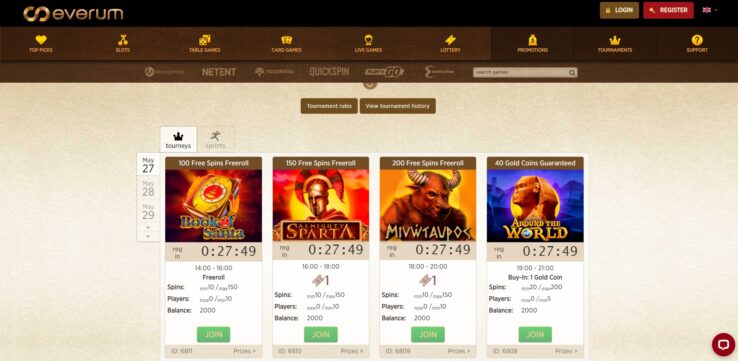 everum
LOGIN
REGISTER
TOP PICKS
SLOTS
TABLE GAMES
CARD GAMES
LIVE GAMES
LOTTERY
PROMOTIONS
TOURNAMENTS
SUPPORT
NETENT
QUICKSPIN
PLAY'N GO
search games
Tournament rules
View tournament history
tourneys
sprints
May
27
May
28
May
29
100 Free Spins Freeroll
Book of
Santa
reg
in
0:27:49
14:00 - 16:00
Freeroll
Spins: min10 / max150
Players: now0 / min10
Balance: 2000
JOIN
ID: 6811 Prizes >
150 Free Spins Freeroll
ALMIGHTY
SPARTA
reg
in
0:27:49
16:00 - 18:00
1
Spins: min10 / max150
Players: now0 / min10
Balance: 2000
JOIN
ID: 6810 Prizes >
200 Free Spins Freeroll
MINOTAUROS
reg
in
0:27:49
18:00 - 20:00
1
Spins: min10 / max150
Players: now0 / min10
Balance: 2000
JOIN
ID: 6809 Prizes >
40 Gold Coins Guaranteed
AROUND THE
WORLD
reg
in
0:27:49
19:00 - 21:00
Buy-In: 1 Gold Coin
Spins: min20 / max200
Players: now0 / min5
Balance: 2000
JOIN
ID: 6808 Prizes >